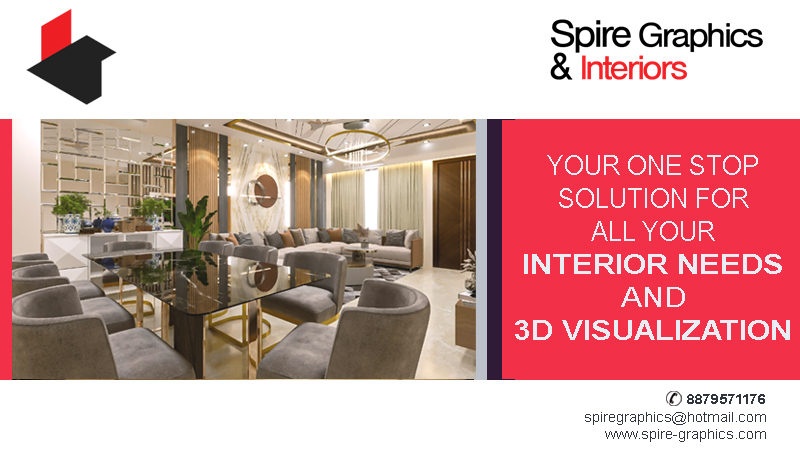 Spire Graphics
& Interiors
YOUR ONE STOP
SOLUTION FOR
ALL YOUR
INTERIOR NEEDS
AND
3D VISUALIZATION
8879571176
spiregraphics@hotmail.com
www.spire-graphics.com